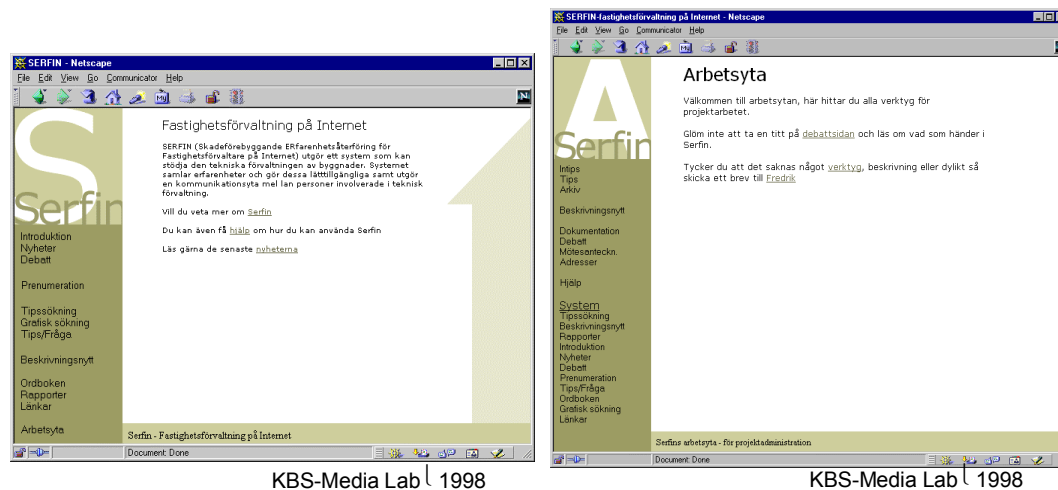 SERFIN - Netscape
File Edit View Go Communicator Help
S
Serfin
Introduktion
Nyheter
Debatt
Prenumeration
Tipssökning
Grafisk sökning
Tips/Fråga
Beskrivningsnytt
Ordboken
Rapporter
Länkar
Arbetsyta
Fastighetsförvaltning på Internet
SERFIN (Skadeförebyggande ERfarenhetsåterföring för
Fastighetsförvaltare på Internet) utgör ett system som kan
stödja den tekniska förvaltningen av byggnader. Systemet
samlar erfarenheter och gör dessa lätttillgängliga samt utgör
en kommunikationsyta mel lan personer involverade i teknisk
förvaltning.
Vill du veta mer om Serfin
Du kan även få hjälp om hur du kan använda Serfin
Läs gärna de senaste nyheterna
Serfin - Fastighetsförvaltning på Internet
Document: Done
KBS-Media Lab 1998
SERFIN-fastighetsförvaltning på Internet - Netscape
File Edit View Go Communicator Help
A
Serfin
Intips
Tips
Arkiv
Beskrivningsnytt
Dokumentation
Debatt
Mötesanteckn.
Adresser
Hjälp
System
Tipssökning
Beskrivningsnytt
Rapporter
Introduktion
Nyheter
Debatt
Prenumeration
Tips/Fråga
Ordboken
Grafisk sökning
Länkar
Arbetsyta
Välkommen till arbetsytan, här hittar du alla verktyg för
projektarbetet.
Glöm inte att ta en titt på debattsidan och läs om vad som händer i
Serfin.
Tycker du att det saknas något verktyg, beskrivning eller dylikt så
skicka ett brev till Fredrik
Serfins arbetsyta - för projektadministration
Document: Done
KBS-Media Lab 1998